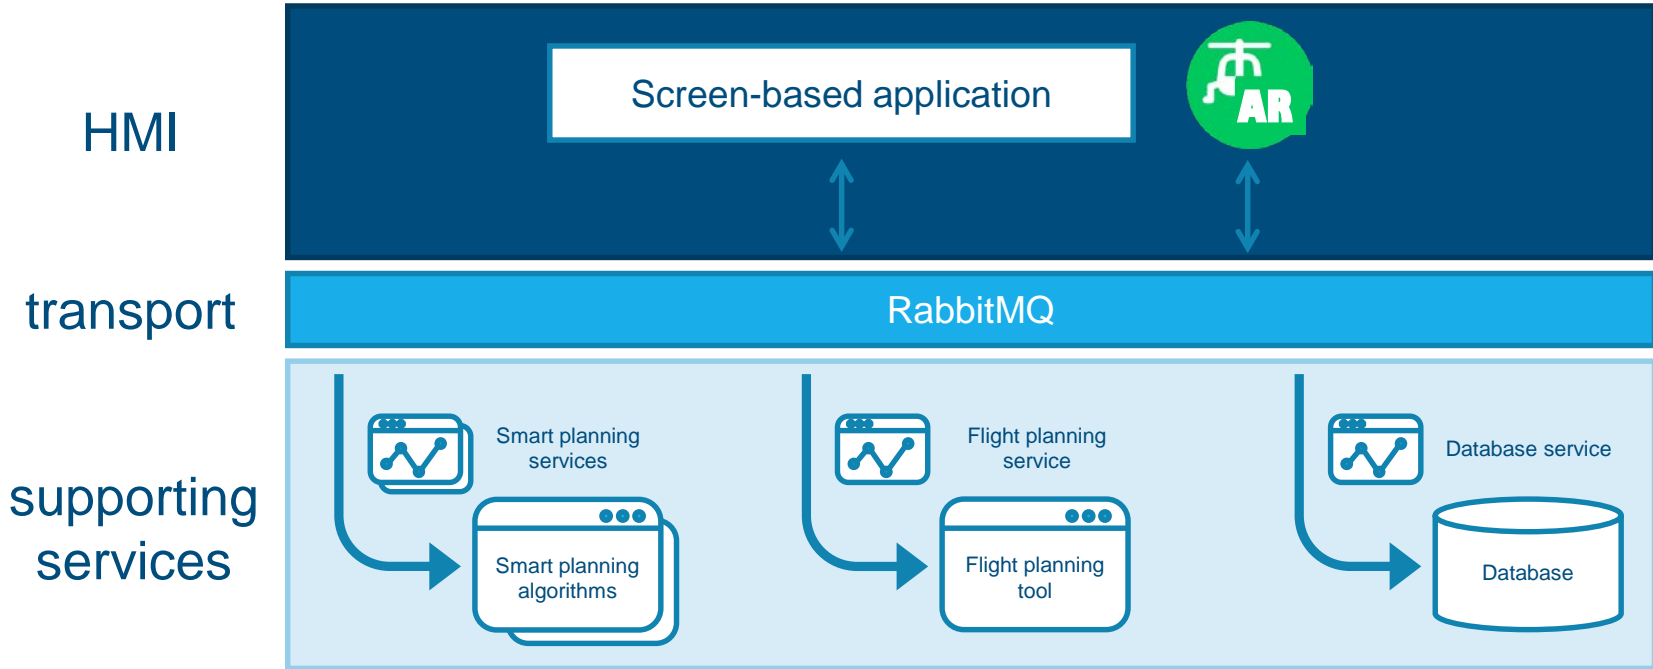 HMI
Screen-based application
AR
transport
RabbitMQ
supporting
services
Smart planning
services
Smart planning
algorithms
Flight planning
service
Flight planning
tool
Database service
Database